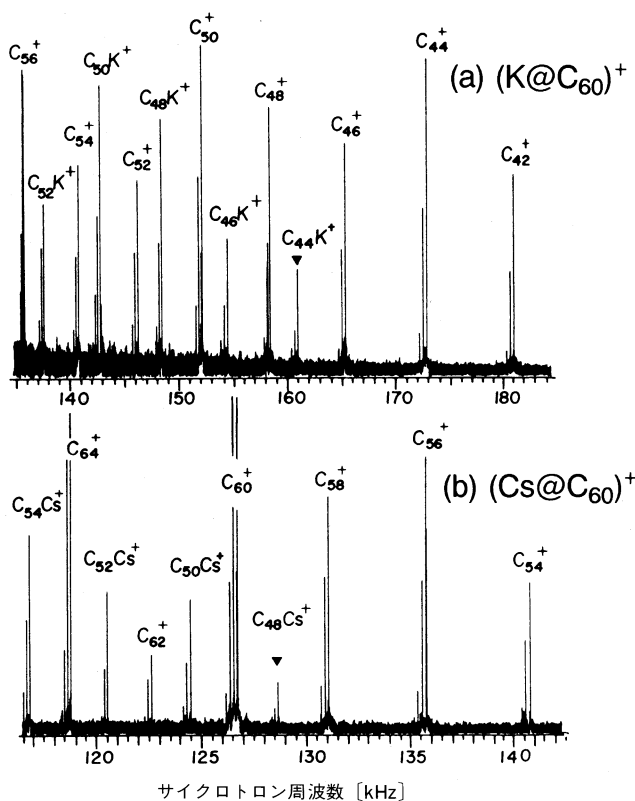 C₅₆⁺
C₅₂K⁺
C₅₄⁺
C₅₀K⁺
C₅₂⁺
C₄₈K⁺
C₅₀⁺
C₄₆K⁺
C₄₈⁺
C₄₄K⁺
C₄₆⁺
C₄₄⁺
C₄₂⁺
(a) (K@C₆₀)⁺
140 150 160 170 180
C₅₄Cs⁺
C₆₄⁺
C₅₂Cs⁺
C₆₂⁺
C₅₀Cs⁺
C₆₀⁺
C₄₈Cs⁺
C₅₈⁺
C₅₆⁺
C₅₄⁺
(b) (Cs@C₆₀)⁺
120 125 130 135 140
サイクロトロン周波数 [kHz]